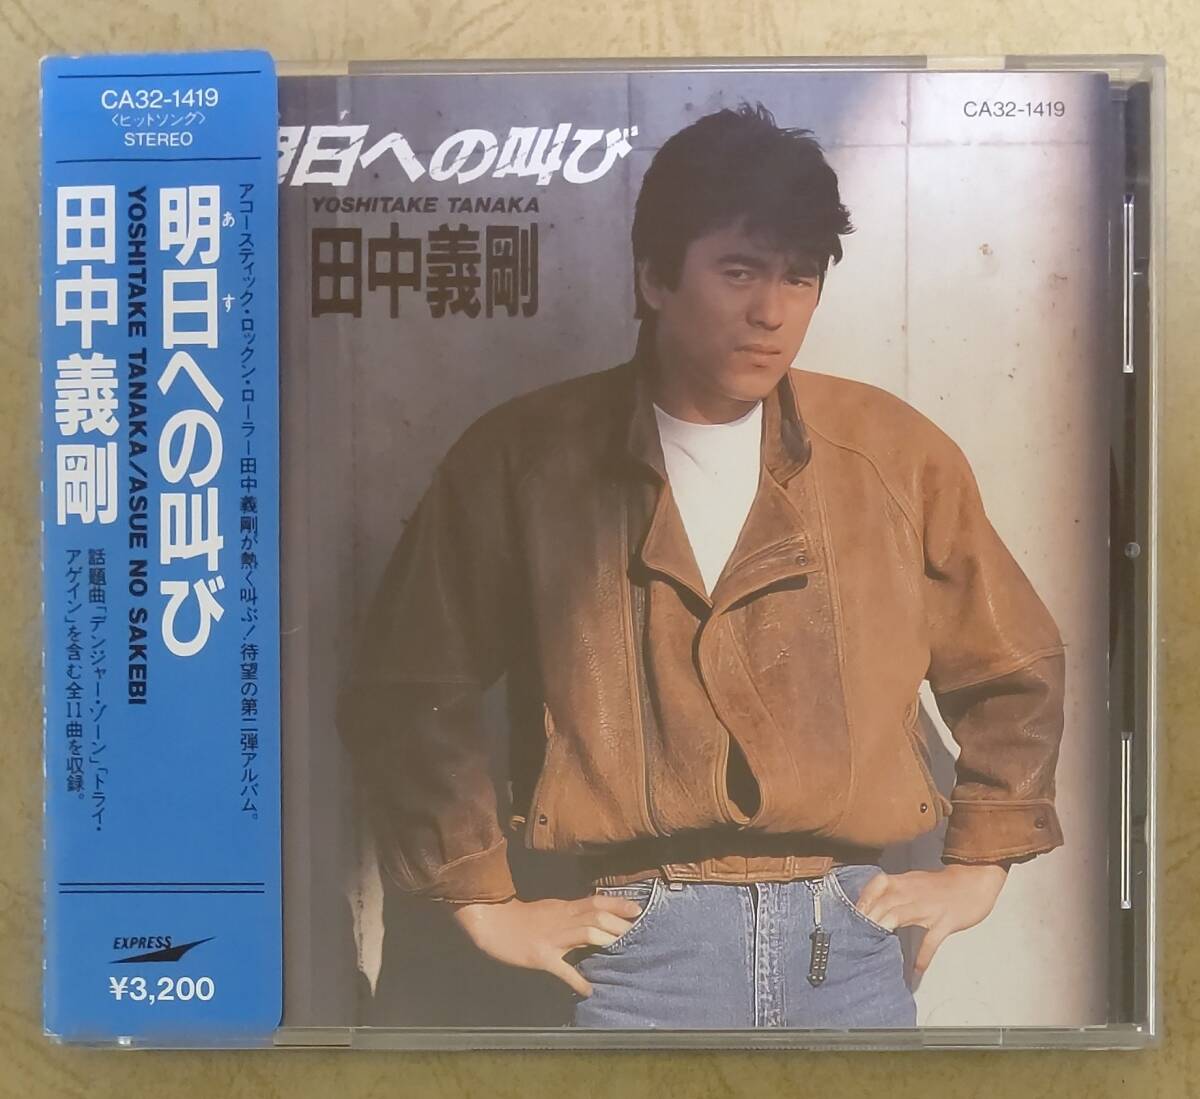 CA32-1419
〈ヒットソング〉
STEREO
アコースティック・ロックン・ローラー田中義剛が熱く叫ぶ!待望の第二弾アルバム。
明日への叫び
あす
YOSHITAKE TANAKA/ASUE NO SAKEBI
田中義剛
話題曲「デンジャー・ゾーン」「トライ・
アゲイン」を含む全11曲を収録。
EXPRESS
¥3,200
明日への叫び
YOSHITAKE TANAKA
田中義剛
CA32-1419